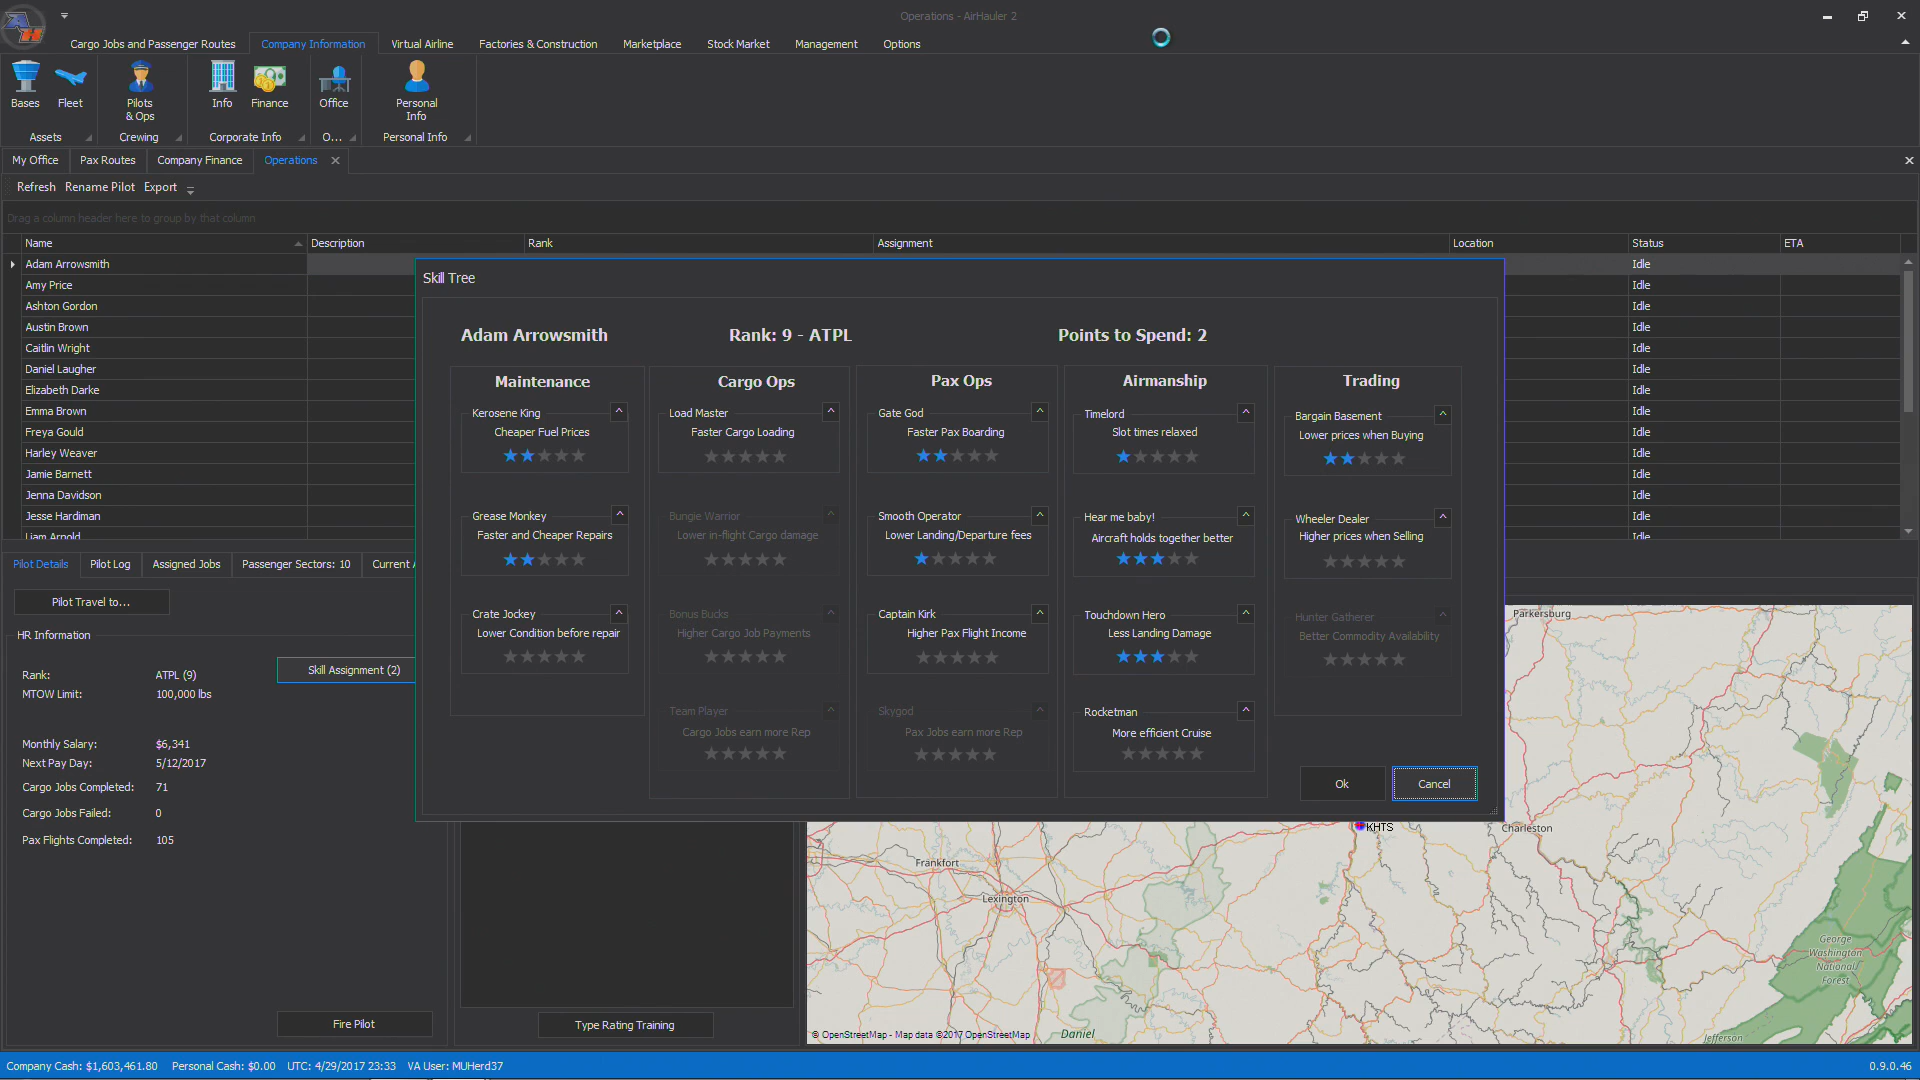 Operations - AirHauler 2
Cargo Jobs and Passenger Routes Company Information Virtual Airline Factories & Construction Marketplace Stock Market Management Options
Bases Fleet Pilots & Ops Info Finance Office Personal Info
Assets Crewing Corporate Info O... Personal Info
My Office Pax Routes Company Finance Operations
Refresh Rename Pilot Export
Drag a column header here to group by that column
Name Description Rank Assignment Location Status ETA
Adam Arrowsmith Idle
Amy Price Idle
Ashton Gordon Idle
Austin Brown Idle
Caitlin Wright Idle
Daniel Laugher Idle
Elizabeth Darke Idle
Emma Brown Idle
Freya Gould Idle
Harley Weaver Idle
Jamie Barnett Idle
Jenna Davidson Idle
Jesse Hardiman Idle
Liam Arnold Idle
Skill Tree
Adam Arrowsmith Rank: 9 - ATPL Points to Spend: 2
Maintenance
Kerosene King
Cheaper Fuel Prices
Grease Monkey
Faster and Cheaper Repairs
Crate Jockey
Lower Condition before repair
Cargo Ops
Load Master
Faster Cargo Loading
Bungie Warrior
Lower in-flight Cargo damage
Bonus Bucks
Higher Cargo Job Payments
Team Player
Cargo Jobs earn more Rep
Pax Ops
Gate God
Faster Pax Boarding
Smooth Operator
Lower Landing/Departure fees
Captain Kirk
Higher Pax Flight Income
Skygod
Pax Jobs earn more Rep
Airmanship
Timelord
Slot times relaxed
Hear me baby!
Aircraft holds together better
Touchdown Hero
Less Landing Damage
Rocketman
More efficient Cruise
Trading
Bargain Basement
Lower prices when Buying
Wheeler Dealer
Higher prices when Selling
Hunter Gatherer
Better Commodity Availability
Ok Cancel
Pilot Details Pilot Log Assigned Jobs Passenger Sectors: 10 Current A
Pilot Travel to...
HR Information
Rank: ATPL (9) Skill Assignment (2)
MTOW Limit: 100,000 lbs
Monthly Salary: $6,341
Next Pay Day: 5/12/2017
Cargo Jobs Completed: 71
Cargo Jobs Failed: 0
Pax Flights Completed: 105
Fire Pilot
Type Rating Training
Parkersburg
KHTS
Charleston
Frankfort
Lexington
George
Washington
National
Forest
Daniel
Jefferson
© OpenStreetMap - Map data ©2017 OpenStreetMap
Company Cash: $1,603,461.80 Personal Cash: $0.00 UTC: 4/29/2017 23:33 VA User: MUHerd37 0.9.0.46